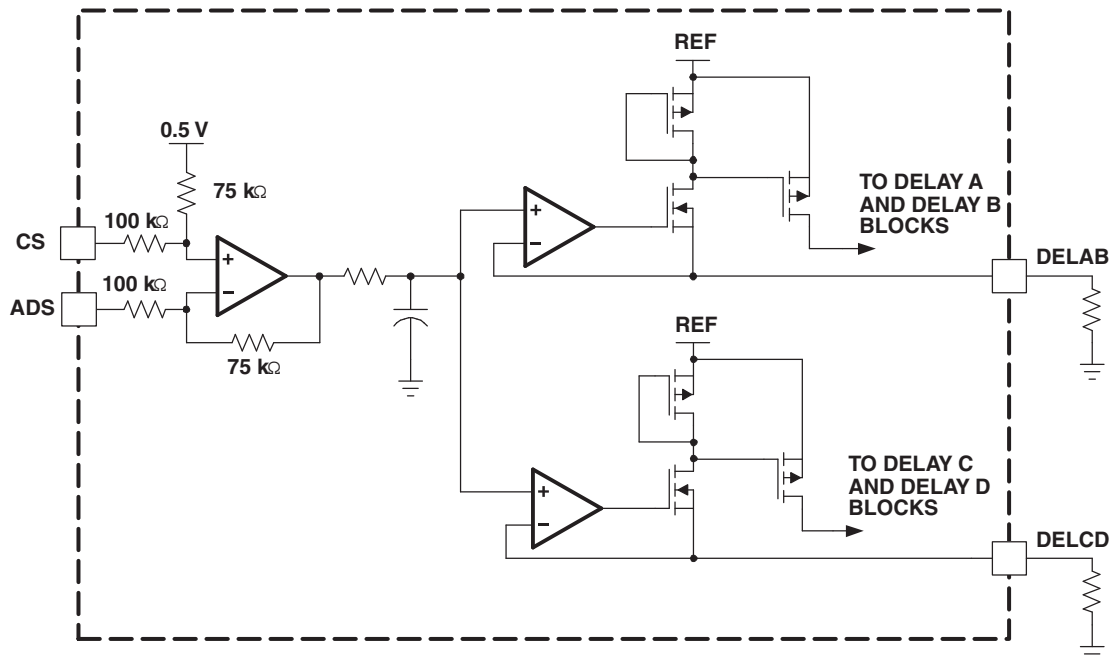 REF
0.5 V
75 kΩ
100 kΩ
CS
+
−
100 kΩ
ADS
75 kΩ
+
−
TO DELAY A
AND DELAY B
BLOCKS
DELAB
REF
+
−
TO DELAY C
AND DELAY D
BLOCKS
DELCD